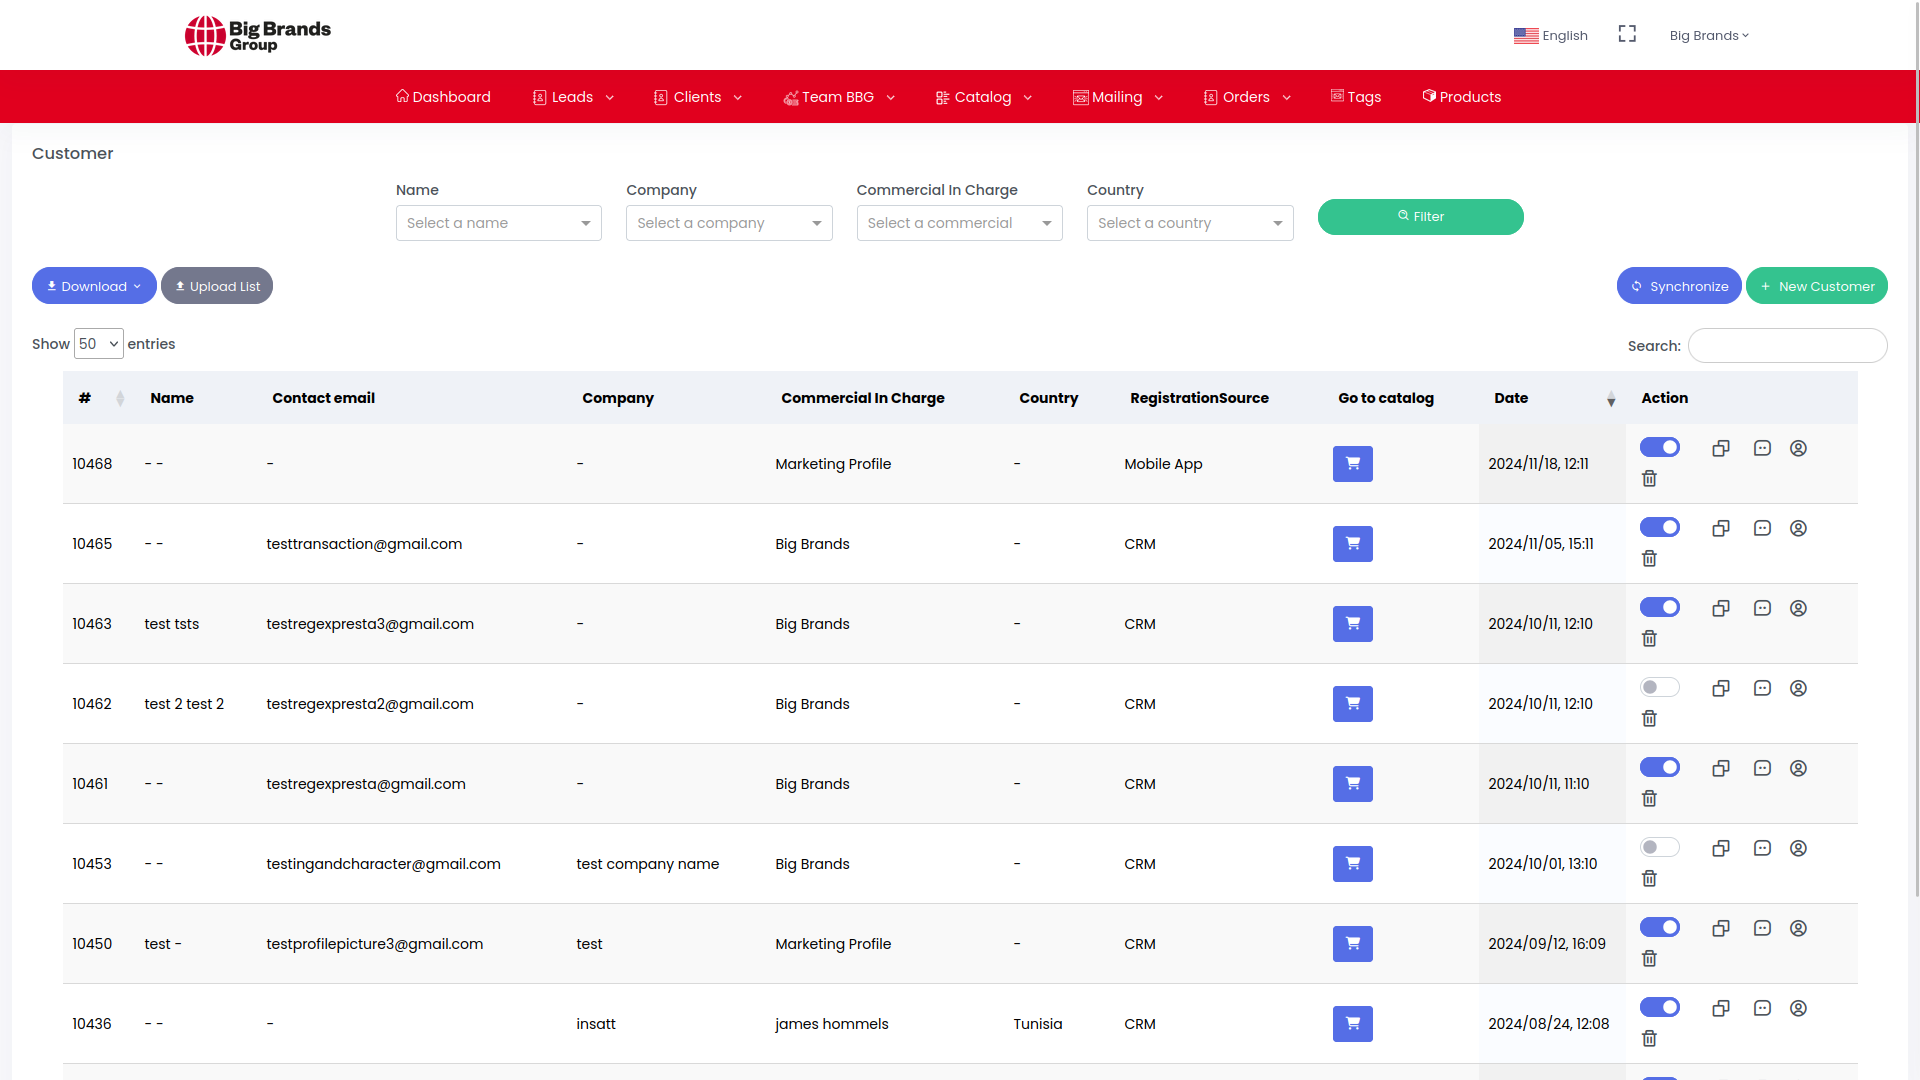 Big Brands
Group
English
Big Brands
Dashboard Leads Clients Team BBG Catalog Mailing Orders Tags Products
Customer
Name Company Commercial In Charge Country
Select a name Select a company Select a commercial Select a country Filter
Download Upload List Synchronize + New Customer
Show 50 entries Search:
# Name Contact email Company Commercial In Charge Country RegistrationSource Go to catalog Date Action
10468 - - - - Marketing Profile - Mobile App 2024/11/18, 12:11
10465 - - testtransaction@gmail.com - Big Brands - CRM 2024/11/05, 15:11
10463 test tsts testregexpresta3@gmail.com - Big Brands - CRM 2024/10/11, 12:10
10462 test 2 test 2 testregexpresta2@gmail.com - Big Brands - CRM 2024/10/11, 12:10
10461 - - testregexpresta@gmail.com - Big Brands - CRM 2024/10/11, 11:10
10453 - - testingandcharacter@gmail.com test company name Big Brands - CRM 2024/10/01, 13:10
10450 test - testprofilepicture3@gmail.com test Marketing Profile - CRM 2024/09/12, 16:09
10436 - - - insatt james hommels Tunisia CRM 2024/08/24, 12:08